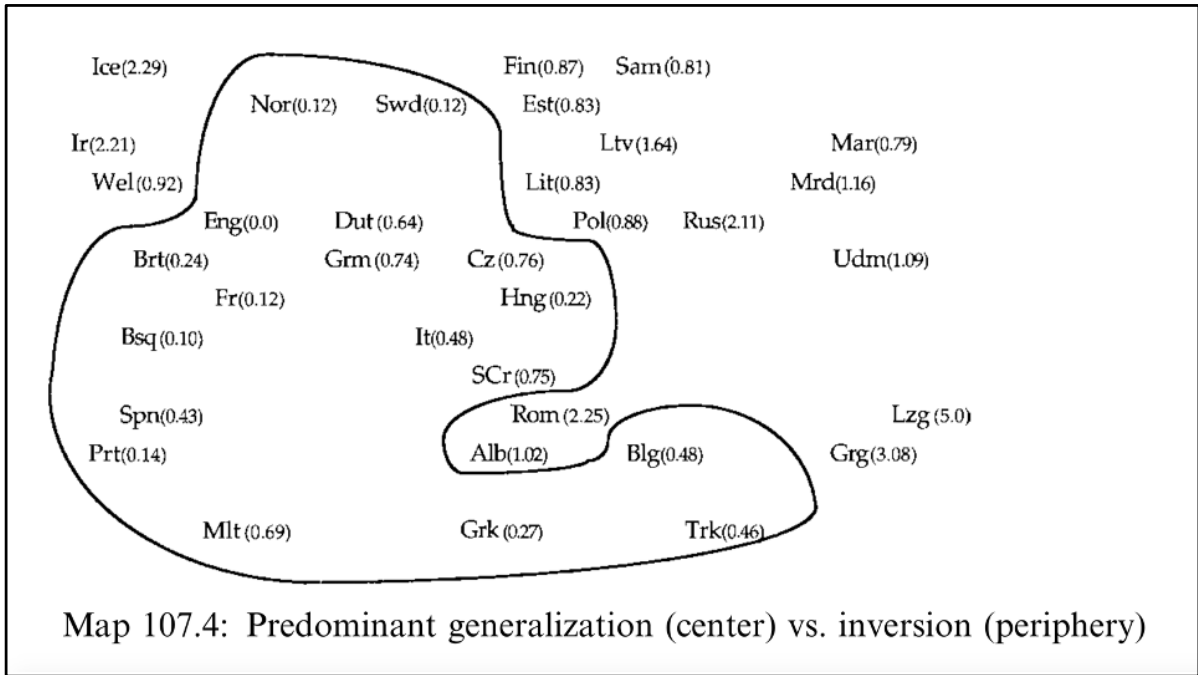 Ice(2.29) Fin(0.87) Sam(0.81)
Nor(0.12) Swd(0.12) Est(0.83)
Ir(2.21) Ltv(1.64) Mar(0.79)
Wel(0.92) Lit(0.83) Mrd(1.16)
Eng(0.0) Dut(0.64) Pol(0.88) Rus(2.11)
Brt(0.24) Grm(0.74) Cz(0.76) Udm(1.09)
Fr(0.12) Hng(0.22)
Bsq(0.10) It(0.48)
SCr(0.75)
Spn(0.43) Rom(2.25) Lzg(5.0)
Prt(0.14) Alb(1.02) Blg(0.48) Grg(3.08)
Mlt(0.69) Grk(0.27) Trk(0.46)
Map 107.4: Predominant generalization (center) vs. inversion (periphery)